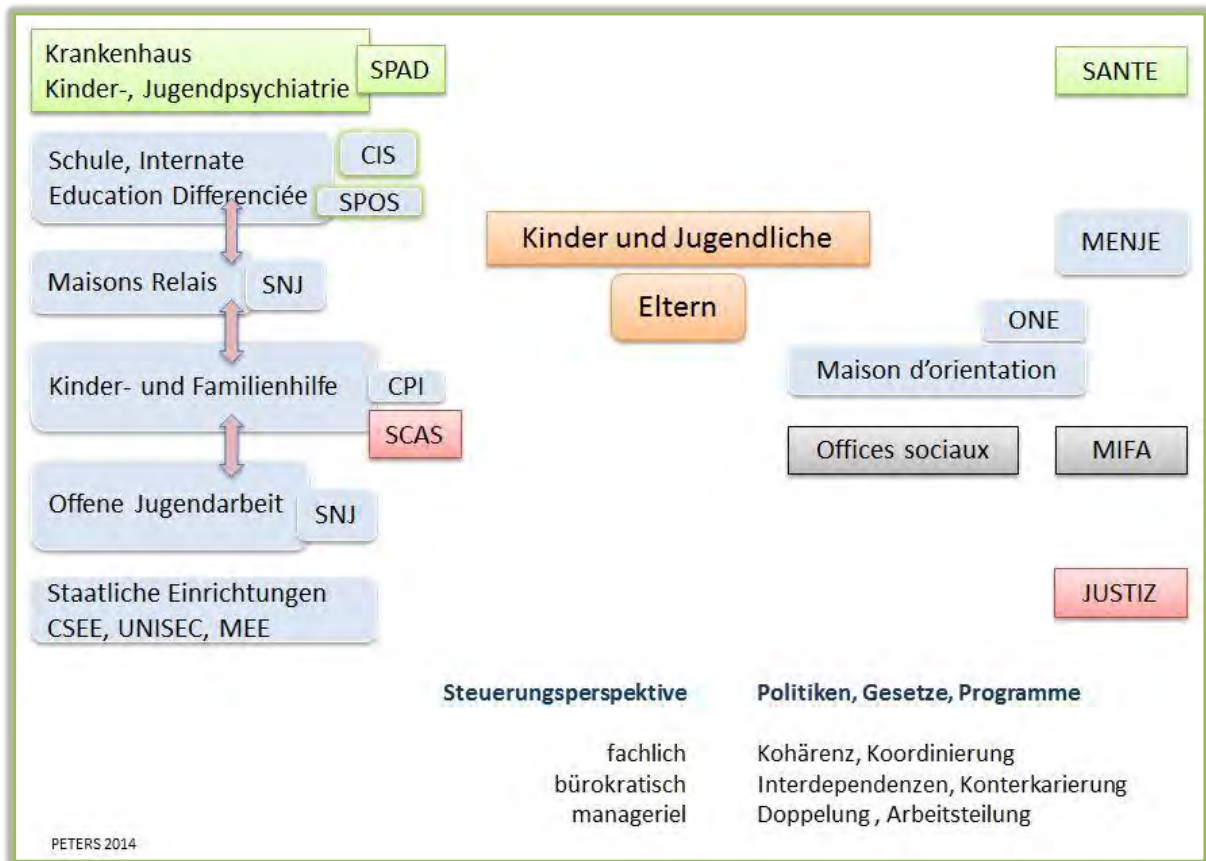 Krankenhaus
Kinder-, Jugendpsychiatrie
SPAD
SANTE
Schule, Internate
Education Differenciée
CIS
SPOS
Kinder und Jugendliche
MENJE
Maisons Relais
SNJ
Eltern
ONE
Maison d’orientation
Kinder- und Familienhilfe
CPI
SCAS
Offices sociaux
MIFA
Offene Jugendarbeit
SNJ
Staatliche Einrichtungen
CSEE, UNISEC, MEE
JUSTIZ
Steuerungsperspektive
Politiken, Gesetze, Programme
fachlich
Kohärenz, Koordinierung
bürokratisch
Interdependenzen, Konterkarierung
manageriel
Doppelung , Arbeitsteilung
PETERS 2014